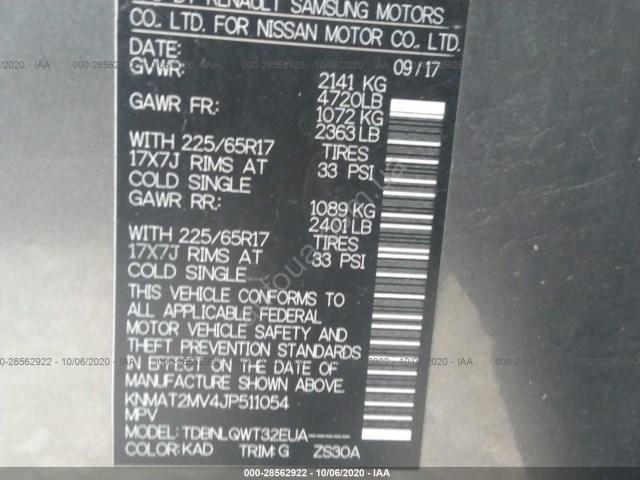 BY RENAULT SAMSUNG MOTORS
CO., LTD. FOR NISSAN MOTOR CO., LTD.
DATE: 09/17
GVWR: 2141 KG
4720LB
GAWR FR: 1072 KG
2363 LB
WITH 225/65R17 TIRES
17X7J RIMS AT 33 PSI
COLD SINGLE
GAWR RR: 1089 KG
2401 LB
WITH 225/65R17 TIRES
17X7J RIMS AT 33 PSI
COLD SINGLE
THIS VEHICLE CONFORMS TO
ALL APPLICABLE FEDERAL
MOTOR VEHICLE SAFETY AND
THEFT PREVENTION STANDARDS
IN EFFECT ON THE DATE OF
MANUFACTURE SHOWN ABOVE.
KNMAT2MV4JP511054
MPV
MODEL: TDBNLQWT32EUA-----
COLOR: KAD TRIM: G ZS30A
000-28562922 - 10/06/2020 - IAA